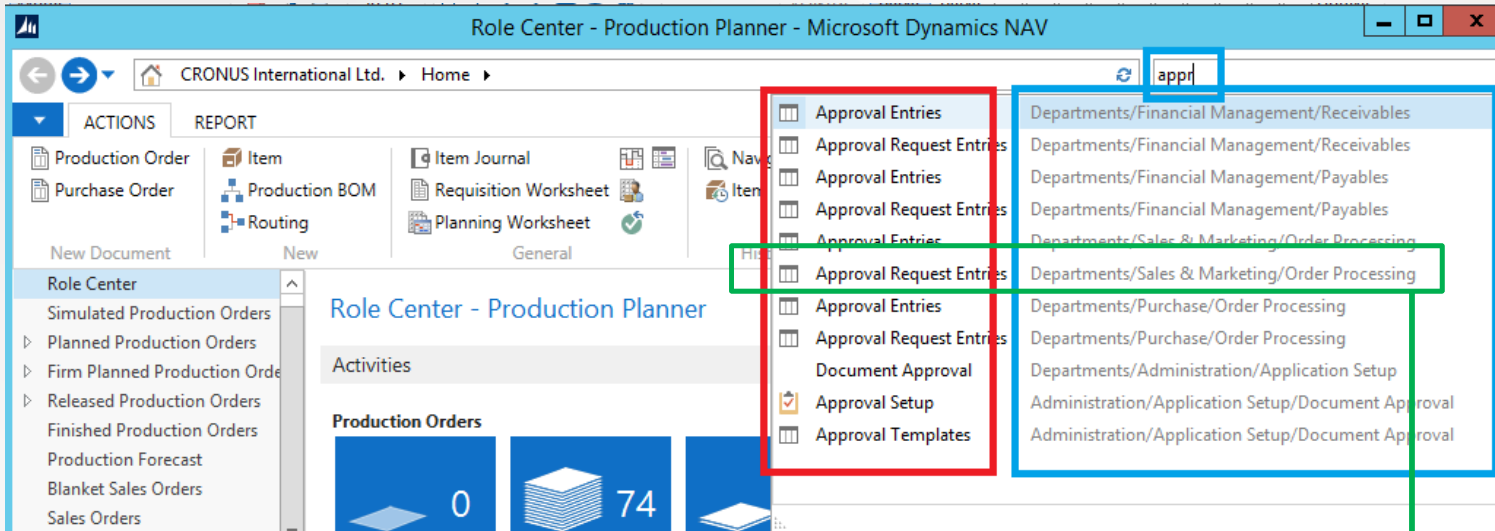 Role Center - Production Planner - Microsoft Dynamics NAV
CRONUS International Ltd. Home
appr
ACTIONS REPORT
Production Order Item Item Journal
Purchase Order Production BOM Requisition Worksheet Item
Routing Planning Worksheet
New Document New General
Approval Entries Departments/Financial Management/Receivables
Approval Request Entries Departments/Financial Management/Receivables
Approval Entries Departments/Financial Management/Payables
Approval Request Entries Departments/Financial Management/Payables
Approval Entries Departments/Sales & Marketing/Order Processing
Approval Request Entries Departments/Sales & Marketing/Order Processing
Approval Entries Departments/Purchase/Order Processing
Approval Request Entries Departments/Purchase/Order Processing
Document Approval Departments/Administration/Application Setup
Approval Setup Administration/Application Setup/Document Approval
Approval Templates Administration/Application Setup/Document Approval
Role Center
Simulated Production Orders
Planned Production Orders
Firm Planned Production Orde
Released Production Orders
Finished Production Orders
Production Forecast
Blanket Sales Orders
Sales Orders
Role Center - Production Planner
Activities
Production Orders
0 74